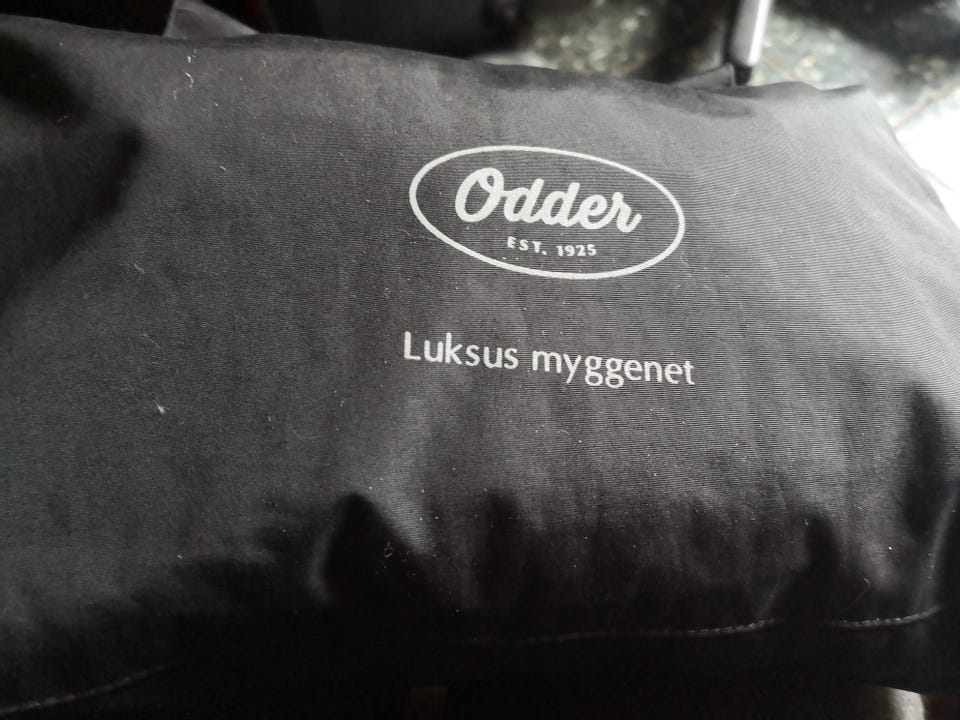 Odder
EST. 1925
Luksus myggenet